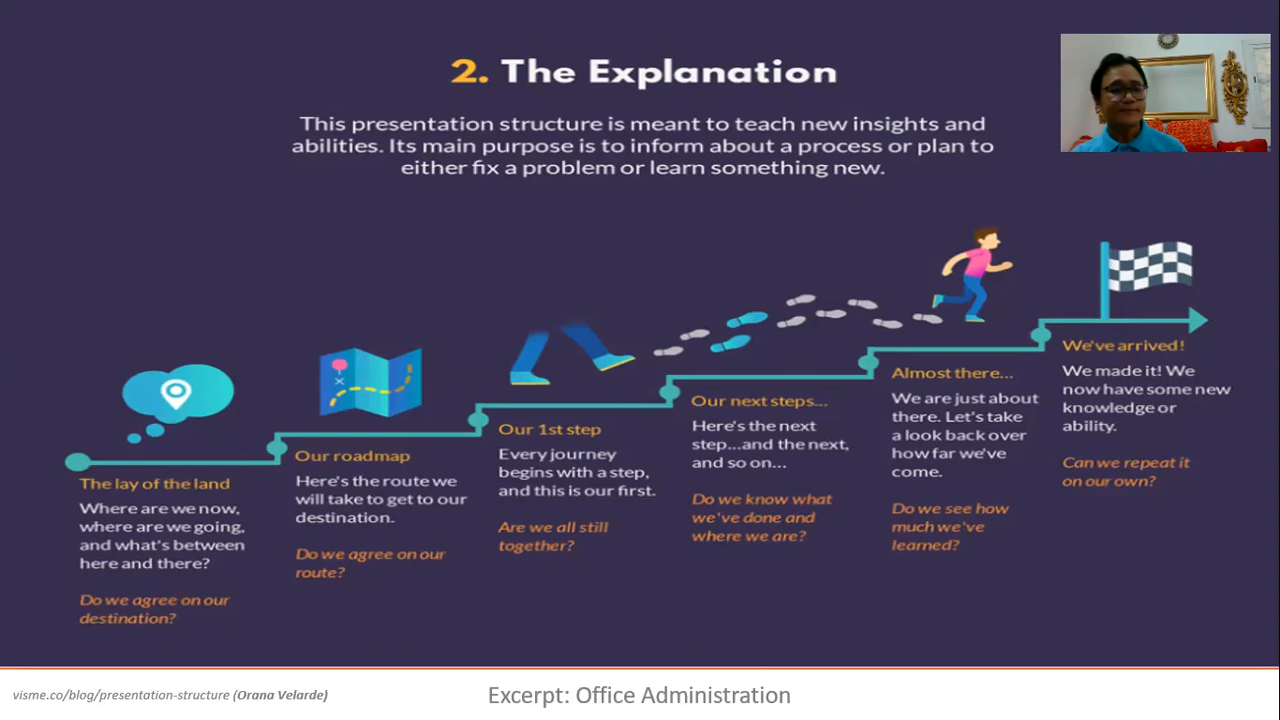 2. The Explanation
This presentation structure is meant to teach new insights and
abilities. Its main purpose is to inform about a process or plan to
either fix a problem or learn something new.
The lay of the land
Where are we now,
where are we going,
and what's between
here and there?
Do we agree on our
destination?
Our roadmap
Here's the route we
will take to get to our
destination.
Do we agree on our
route?
Our 1st step
Every journey
begins with a step,
and this is our first.
Are we all still
together?
Our next steps...
Here's the next
step...and the next,
and so on...
Do we know what
we've done and
where we are?
Almost there...
We are just about
there. Let's take
a look back over
how far we've
come.
Do we see how
much we've
learned?
We've arrived!
We made it! We
now have some new
knowledge or
ability.
Can we repeat it
on our own?
visme.co/blog/presentation-structure (Orana Velarde)
Excerpt: Office Administration